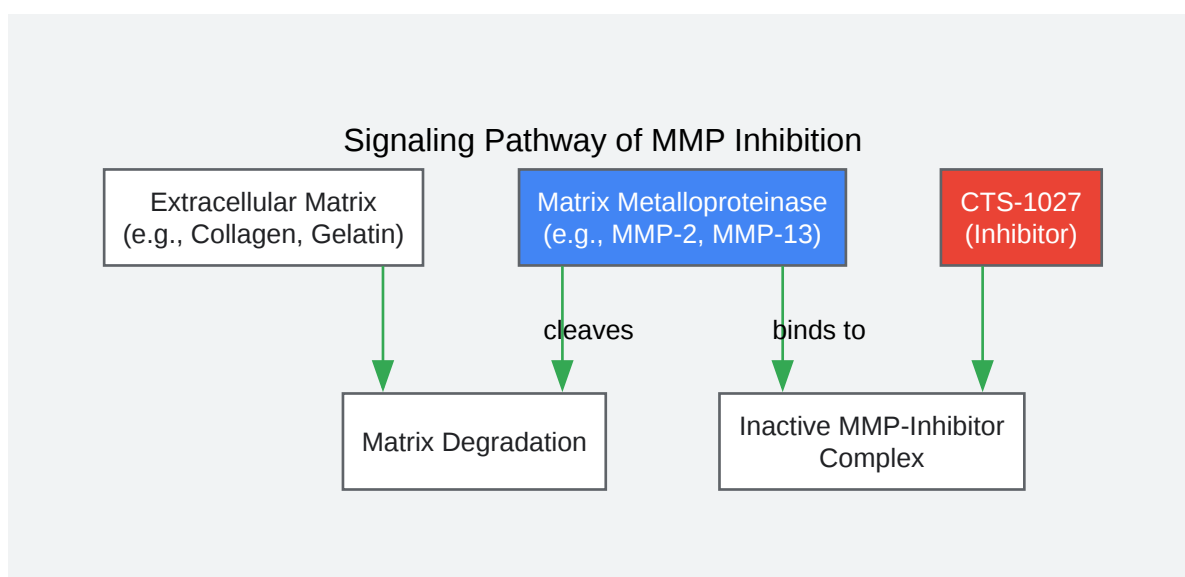 Signaling Pathway of MMP Inhibition
Extracellular Matrix
(e.g., Collagen, Gelatin)
Matrix Metalloproteinase
(e.g., MMP-2, MMP-13)
CTS-1027
(Inhibitor)
cleaves
binds to
Matrix Degradation
Inactive MMP-Inhibitor
Complex